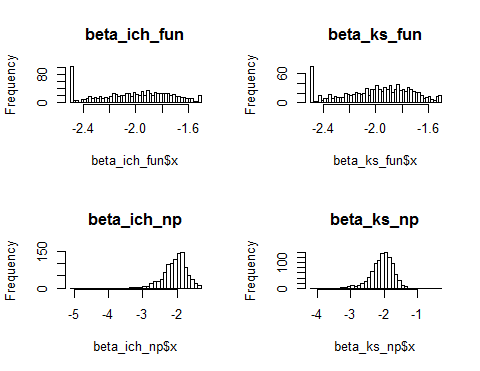 beta_ich_fun
Frequency
0 80
-2.4 -2.0 -1.6
beta_ich_fun$x
beta_ks_fun
Frequency
0 60
-2.4 -2.0 -1.6
beta_ks_fun$x
beta_ich_np
Frequency
0 150
-5 -4 -3 -2
beta_ich_np$x
beta_ks_np
Frequency
0 100
-4 -3 -2 -1
beta_ks_np$x